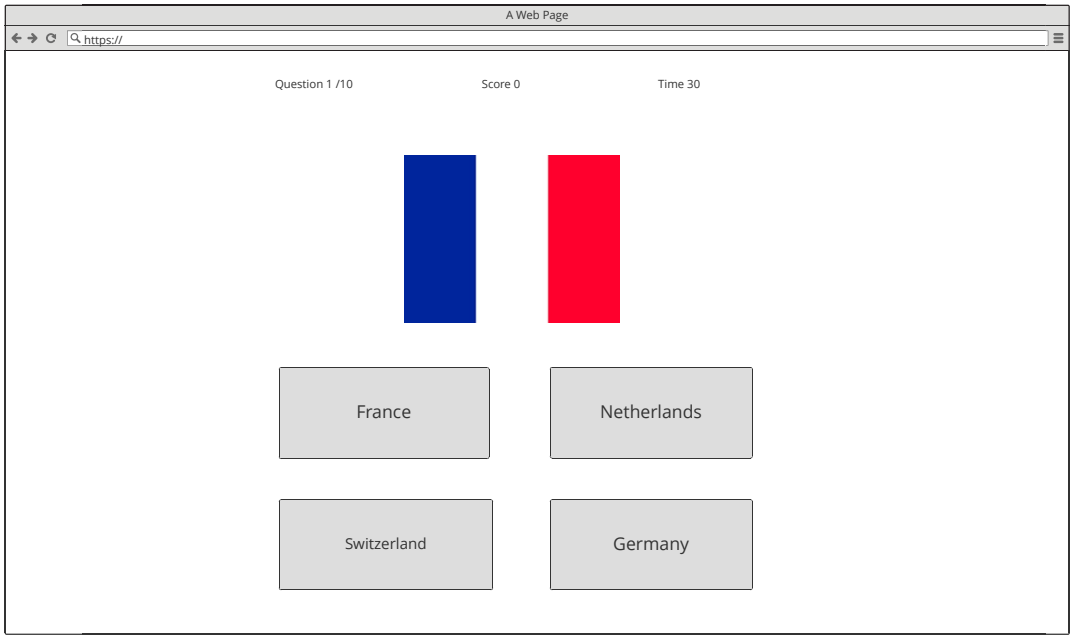 A Web Page
https://
Question 1 /10 Score 0 Time 30
France Netherlands
Switzerland Germany